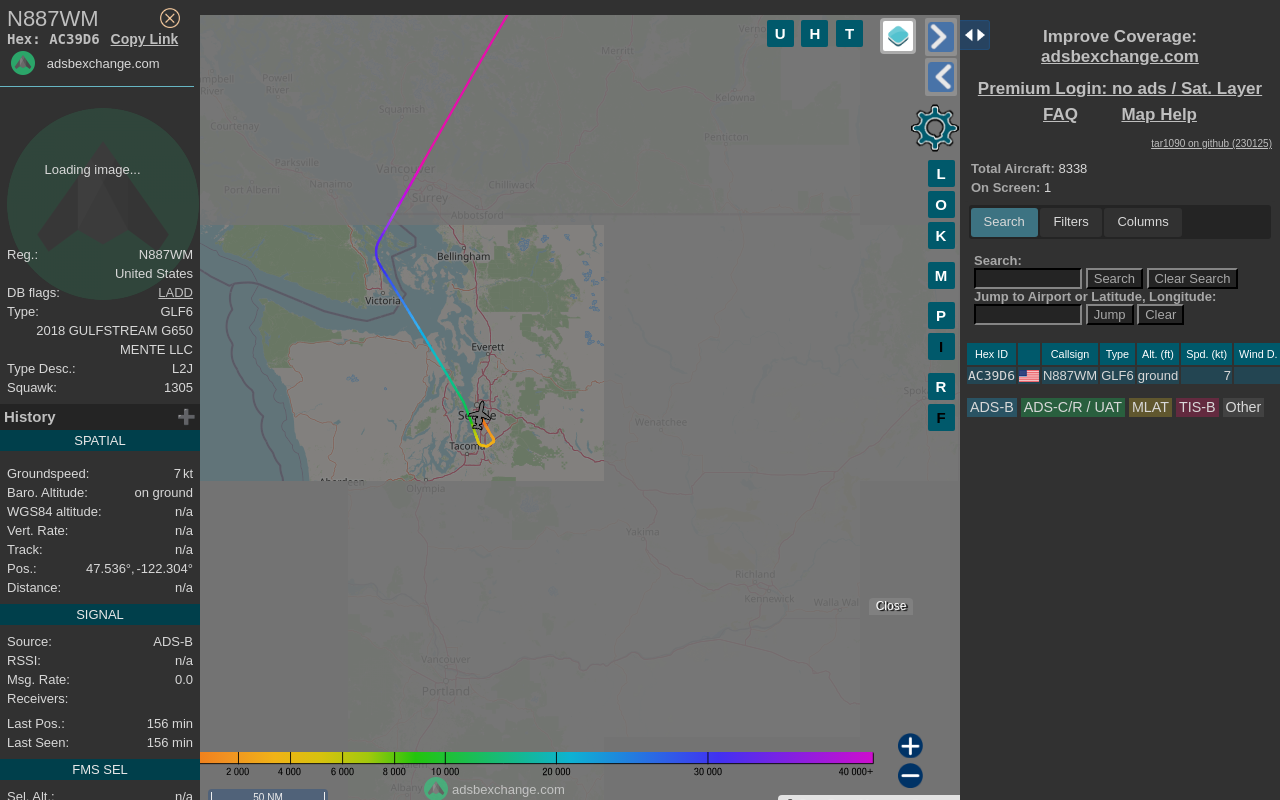 N887WM
Hex: AC39D6 Copy Link
adsbexchange.com
Loading image...
Reg.: N887WM
United States
DB flags: LADD
Type: GLF6
2018 GULFSTREAM G650
MENTE LLC
Type Desc.: L2J
Squawk: 1305
History
SPATIAL
Groundspeed: 7 kt
Baro. Altitude: on ground
WGS84 altitude: n/a
Vert. Rate: n/a
Track: n/a
Pos.: 47.536°, -122.304°
Distance: n/a
SIGNAL
Source: ADS-B
RSSI: n/a
Msg. Rate: 0.0
Receivers:
Last Pos.: 156 min
Last Seen: 156 min
FMS SEL
Sel. Alt.: n/a
U H T
L
O
K
M
P
I
R
F
Merritt
Powell River
Campbell River
Squamish
Kelowna
Courtenay
Penticton
Parksville
Vancouver
Port Alberni
Nanaimo
Surrey
Chilliwack
Abbotsford
Bellingham
Victoria
Everett
Wenatchee
Tacoma
Aberdeen
Olympia
Yakima
Richland
Kennewick
Walla Wal
Vancouver
Portland
Albany
Close
2 000 4 000 6 000 8 000 10 000 20 000 30 000 40 000+
adsbexchange.com
50 NM
Improve Coverage:
adsbexchange.com
Premium Login: no ads / Sat. Layer
FAQ Map Help
tar1090 on github (230125)
Total Aircraft: 8338
On Screen: 1
Search Filters Columns
Search:
Search Clear Search
Jump to Airport or Latitude, Longitude:
Jump Clear
Hex ID Callsign Type Alt. (ft) Spd. (kt) Wind D.
AC39D6 N887WM GLF6 ground 7
ADS-B ADS-C/R / UAT MLAT TIS-B Other